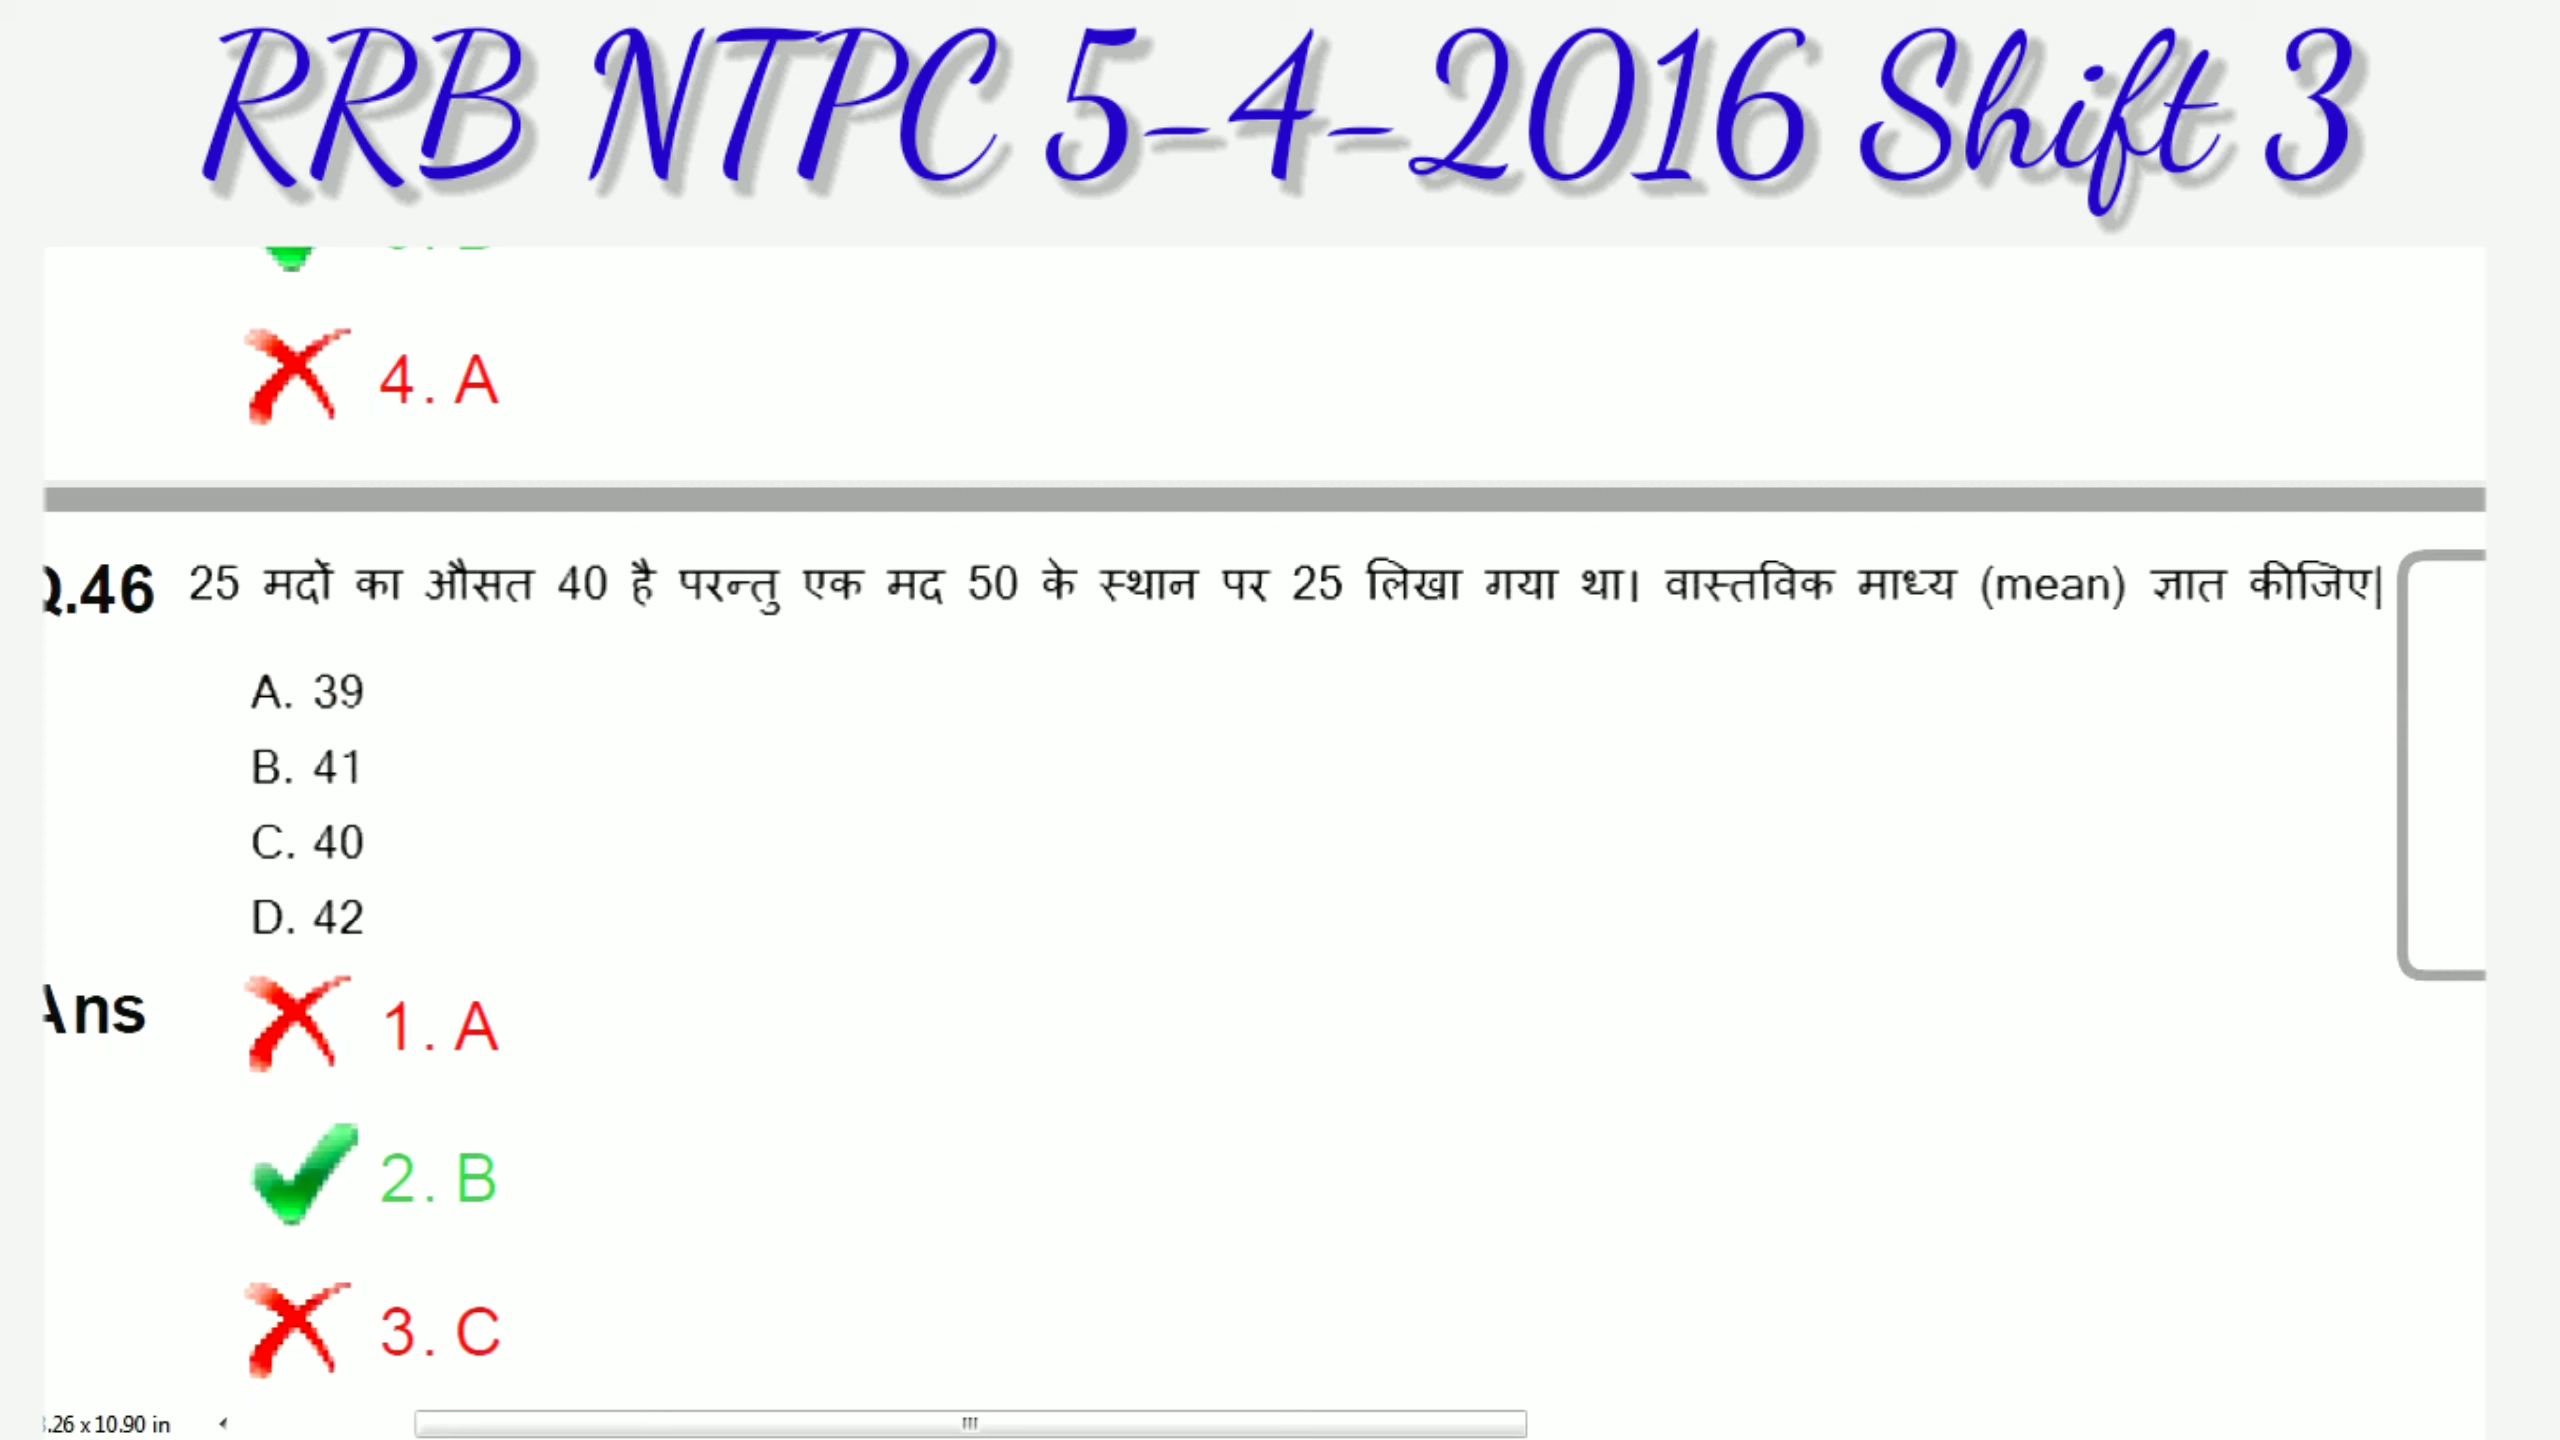 RRB NTPC 5-4-2016 Shift 3
4. A
Q.46 25 मदों का औसत 40 है परन्तु एक मद 50 के स्थान पर 25 लिखा गया था। वास्तविक माध्य (mean) ज्ञात कीजिए|
A. 39
B. 41
C. 40
D. 42
Ans
1. A
2. B
3. C
.26 x 10.90 in